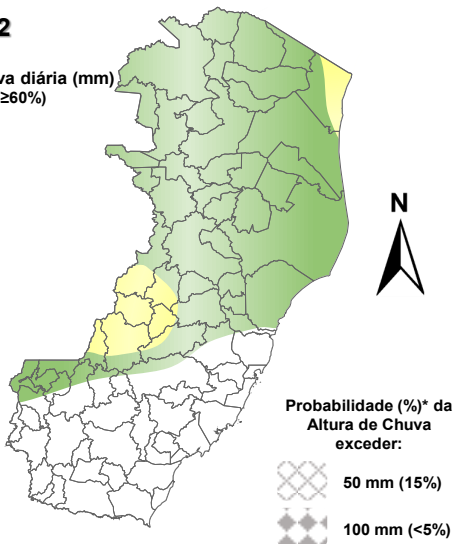 2
va diária (mm)
≥60%)
N
Probabilidade (%)* da
Altura de Chuva
exceder:
50 mm (15%)
100 mm (<5%)